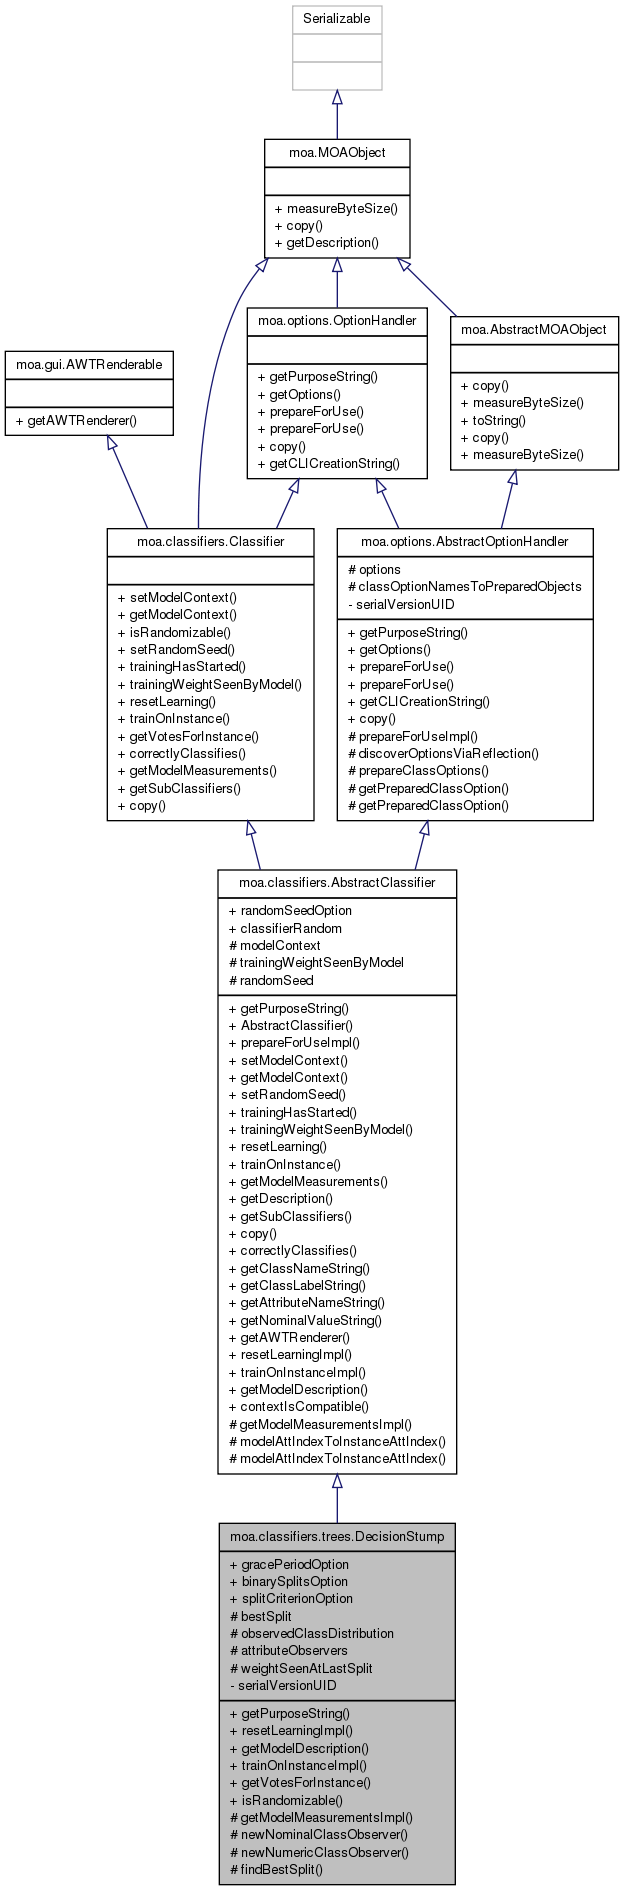 Serializable
moa.MOAObject
+ measureByteSize()
+ copy()
+ getDescription()
moa.gui.AWTRenderable
+ getAWTRenderer()
moa.options.OptionHandler
+ getPurposeString()
+ getOptions()
+ prepareForUse()
+ prepareForUse()
+ copy()
+ getCLICreationString()
moa.AbstractMOAObject
+ copy()
+ measureByteSize()
+ toString()
+ copy()
+ measureByteSize()
moa.classifiers.Classifier
+ setModelContext()
+ getModelContext()
+ isRandomizable()
+ setRandomSeed()
+ trainingHasStarted()
+ trainingWeightSeenByModel()
+ resetLearning()
+ trainOnInstance()
+ getVotesForInstance()
+ correctlyClassifies()
+ getModelMeasurements()
+ getSubClassifiers()
+ copy()
moa.options.AbstractOptionHandler
# options
# classOptionNamesToPreparedObjects
- serialVersionUID
+ getPurposeString()
+ getOptions()
+ prepareForUse()
+ prepareForUse()
+ getCLICreationString()
+ copy()
# prepareForUseImpl()
# discoverOptionsViaReflection()
# prepareClassOptions()
# getPreparedClassOption()
# getPreparedClassOption()
moa.classifiers.AbstractClassifier
+ randomSeedOption
+ classifierRandom
# modelContext
# trainingWeightSeenByModel
# randomSeed
+ getPurposeString()
+ AbstractClassifier()
+ prepareForUseImpl()
+ setModelContext()
+ getModelContext()
+ setRandomSeed()
+ trainingHasStarted()
+ trainingWeightSeenByModel()
+ resetLearning()
+ trainOnInstance()
+ getModelMeasurements()
+ getDescription()
+ getSubClassifiers()
+ copy()
+ correctlyClassifies()
+ getClassNameString()
+ getClassLabelString()
+ getAttributeNameString()
+ getNominalValueString()
+ getAWTRenderer()
+ resetLearningImpl()
+ trainOnInstanceImpl()
+ getModelDescription()
+ contextIsCompatible()
# getModelMeasurementsImpl()
# modelAttIndexToInstanceAttIndex()
# modelAttIndexToInstanceAttIndex()
moa.classifiers.trees.DecisionStump
+ gracePeriodOption
+ binarySplitsOption
+ splitCriterionOption
# bestSplit
# observedClassDistribution
# attributeObservers
# weightSeenAtLastSplit
- serialVersionUID
+ getPurposeString()
+ resetLearningImpl()
+ getModelDescription()
+ trainOnInstanceImpl()
+ getVotesForInstance()
+ isRandomizable()
# getModelMeasurementsImpl()
# newNominalClassObserver()
# newNumericClassObserver()
# findBestSplit()